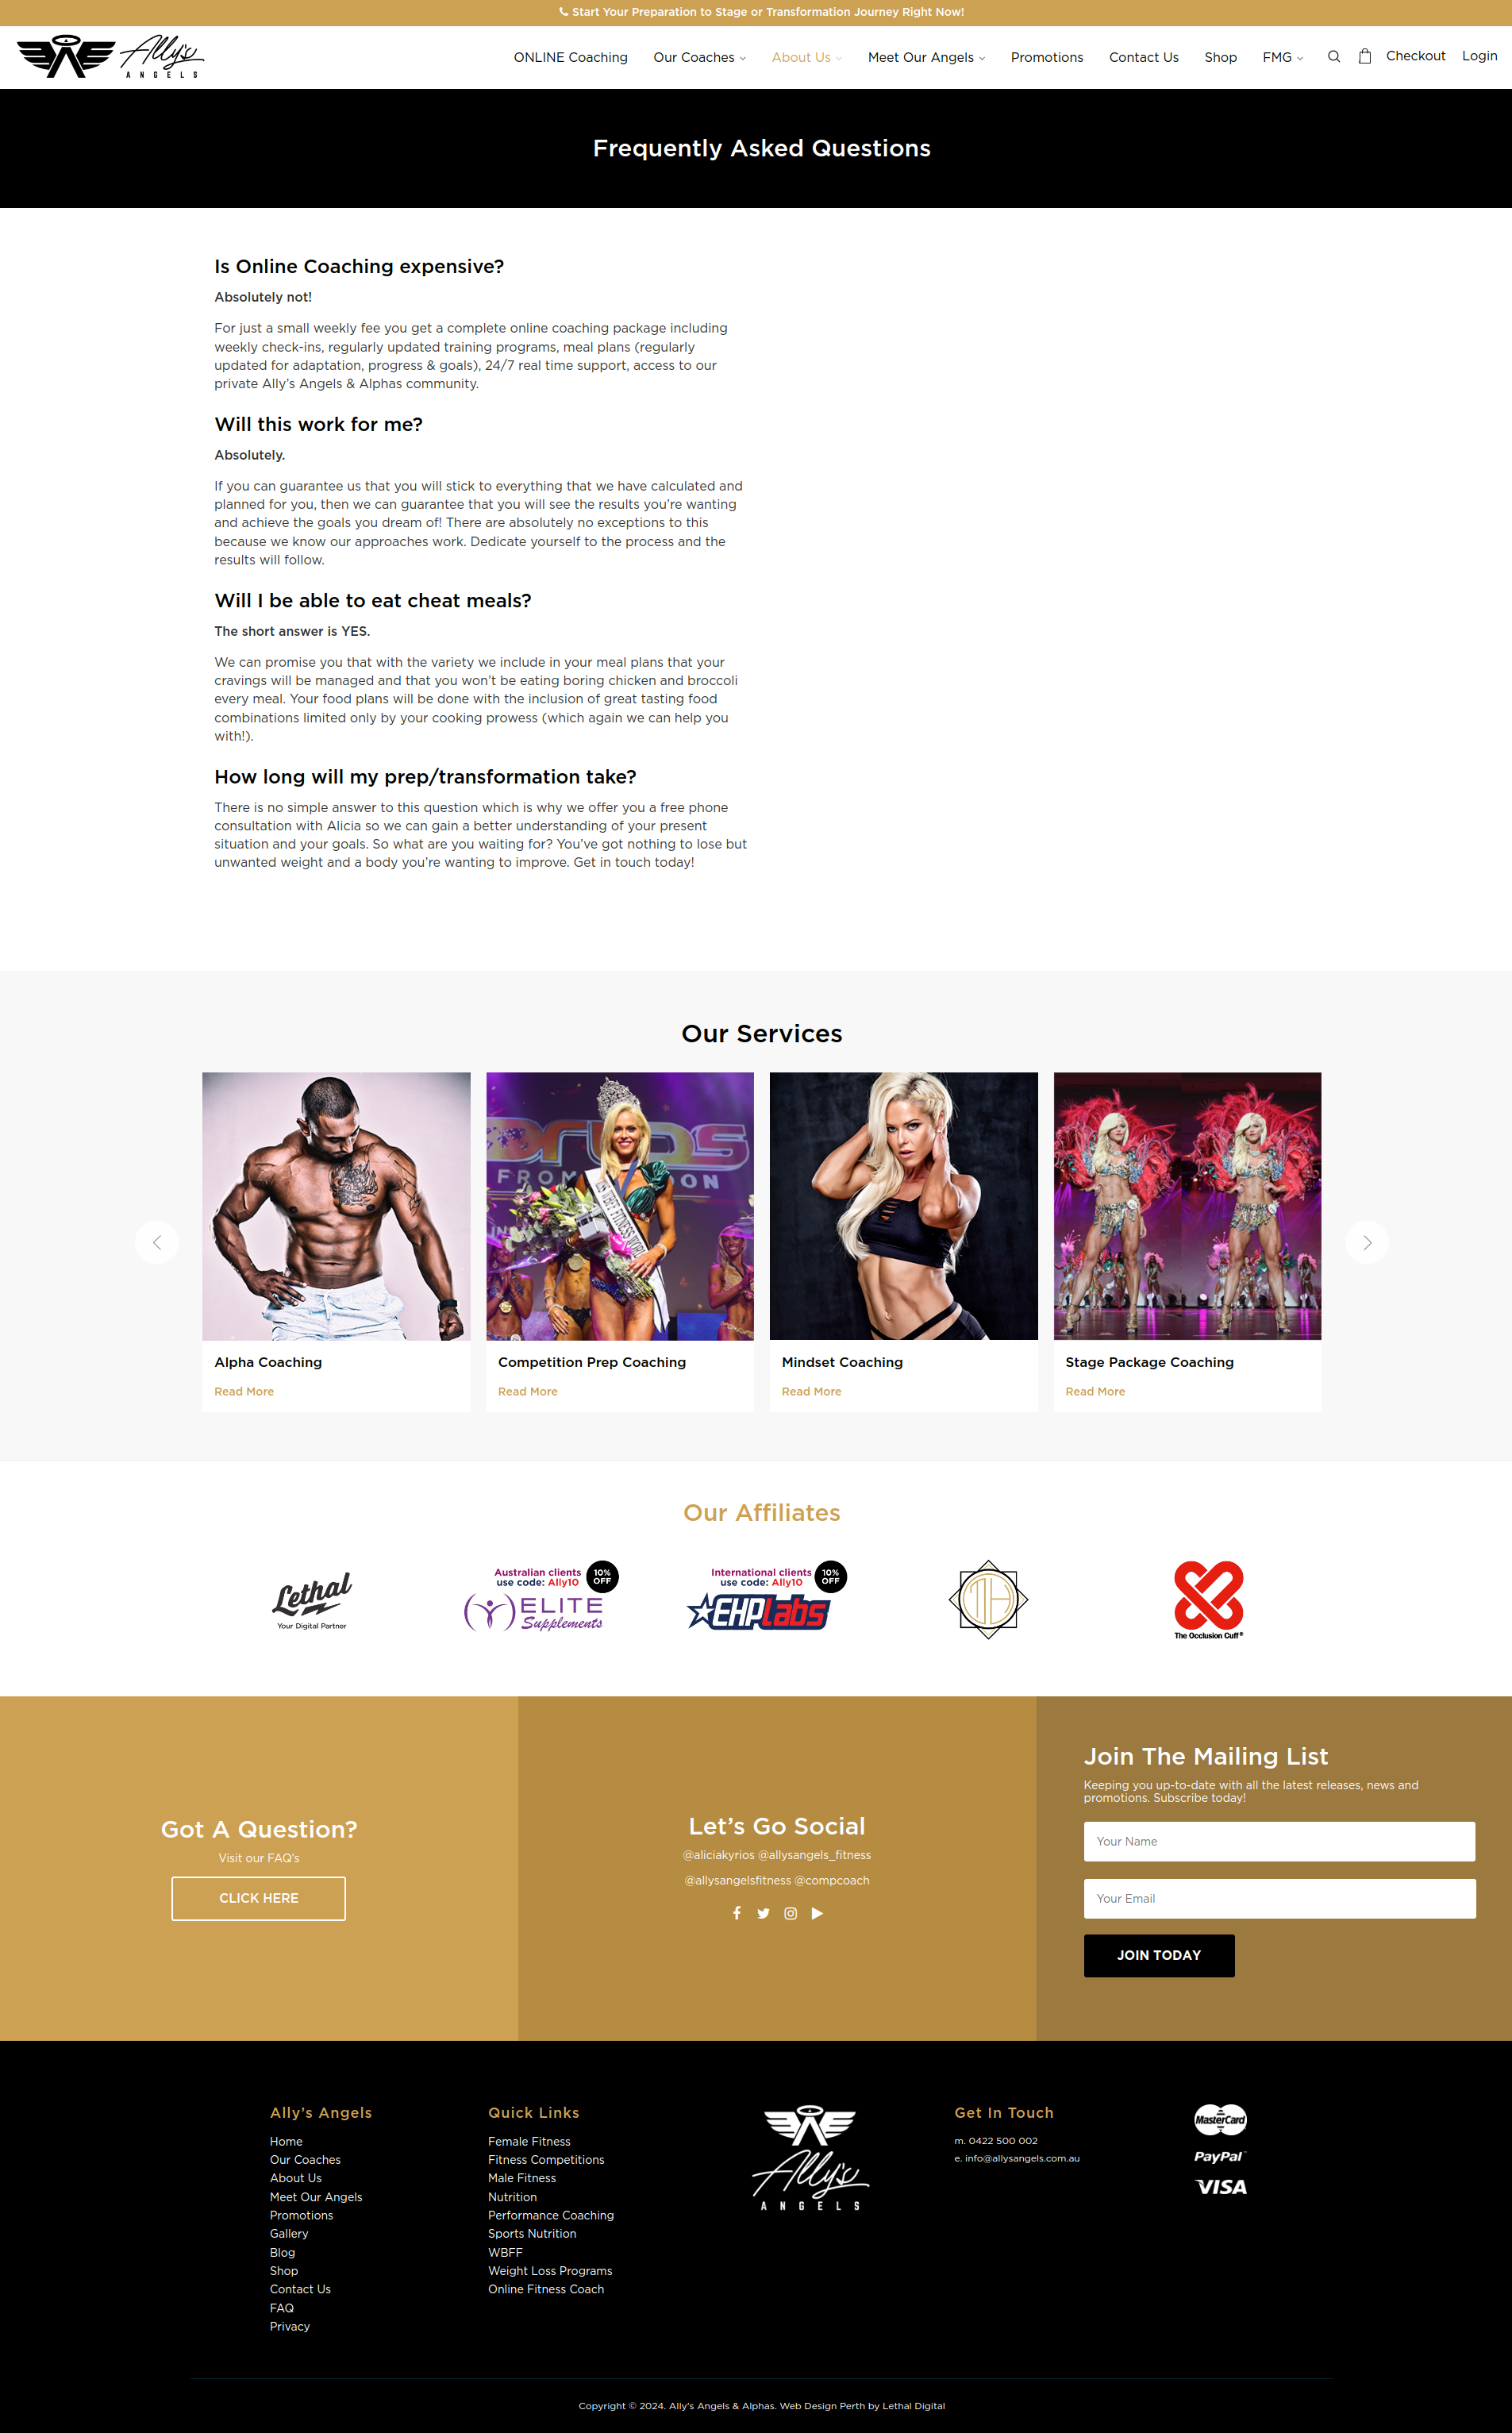 Start Your Preparation to Stage or Transformation Journey Right Now!
Ally's
ANGELS
ONLINE Coaching
Our Coaches
About Us
Meet Our Angels
Promotions
Contact Us
Shop
FMG
Checkout
Login
Frequently Asked Questions
Is Online Coaching expensive?
Absolutely not!
For just a small weekly fee you get a complete online coaching package including
weekly check-ins, regularly updated training programs, meal plans (regularly
updated for adaptation, progress & goals), 24/7 real time support, access to our
private Ally’s Angels & Alphas community.
Will this work for me?
Absolutely.
If you can guarantee us that you will stick to everything that we have calculated and
planned for you, then we can guarantee that you will see the results you’re wanting
and achieve the goals you dream of! There are absolutely no exceptions to this
because we know our approaches work. Dedicate yourself to the process and the
results will follow.
Will I be able to eat cheat meals?
The short answer is YES.
We can promise you that with the variety we include in your meal plans that your
cravings will be managed and that you won’t be eating boring chicken and broccoli
every meal. Your food plans will be done with the inclusion of great tasting food
combinations limited only by your cooking prowess (which again we can help you
with!).
How long will my prep/transformation take?
There is no simple answer to this question which is why we offer you a free phone
consultation with Alicia so we can gain a better understanding of your present
situation and your goals. So what are you waiting for? You’ve got nothing to lose but
unwanted weight and a body you’re wanting to improve. Get in touch today!
Our Services
Alpha Coaching
Read More
Competition Prep Coaching
Read More
Mindset Coaching
Read More
Stage Package Coaching
Read More
Our Affiliates
Lethal
Your Digital Partner
Australian clients
use code: Ally10
10%
OFF
ELITE
Supplements
International clients
use code: Ally10
10%
OFF
EHPLabs
The Occlusion Cuff®
Got A Question?
Visit our FAQ’s
CLICK HERE
Let’s Go Social
@aliciakyrios @allysangels_fitness
@allysangelsfitness @compcoach
Join The Mailing List
Keeping you up-to-date with all the latest releases, news and
promotions. Subscribe today!
Your Name
Your Email
JOIN TODAY
Ally’s Angels
Home
Our Coaches
About Us
Meet Our Angels
Promotions
Gallery
Blog
Shop
Contact Us
FAQ
Privacy
Quick Links
Female Fitness
Fitness Competitions
Male Fitness
Nutrition
Performance Coaching
Sports Nutrition
WBFF
Weight Loss Programs
Online Fitness Coach
Ally's
ANGELS
Get In Touch
m. 0422 500 002
e. info@allysangels.com.au
MasterCard
PayPal
VISA
Copyright © 2024. Ally's Angels & Alphas. Web Design Perth by Lethal Digital